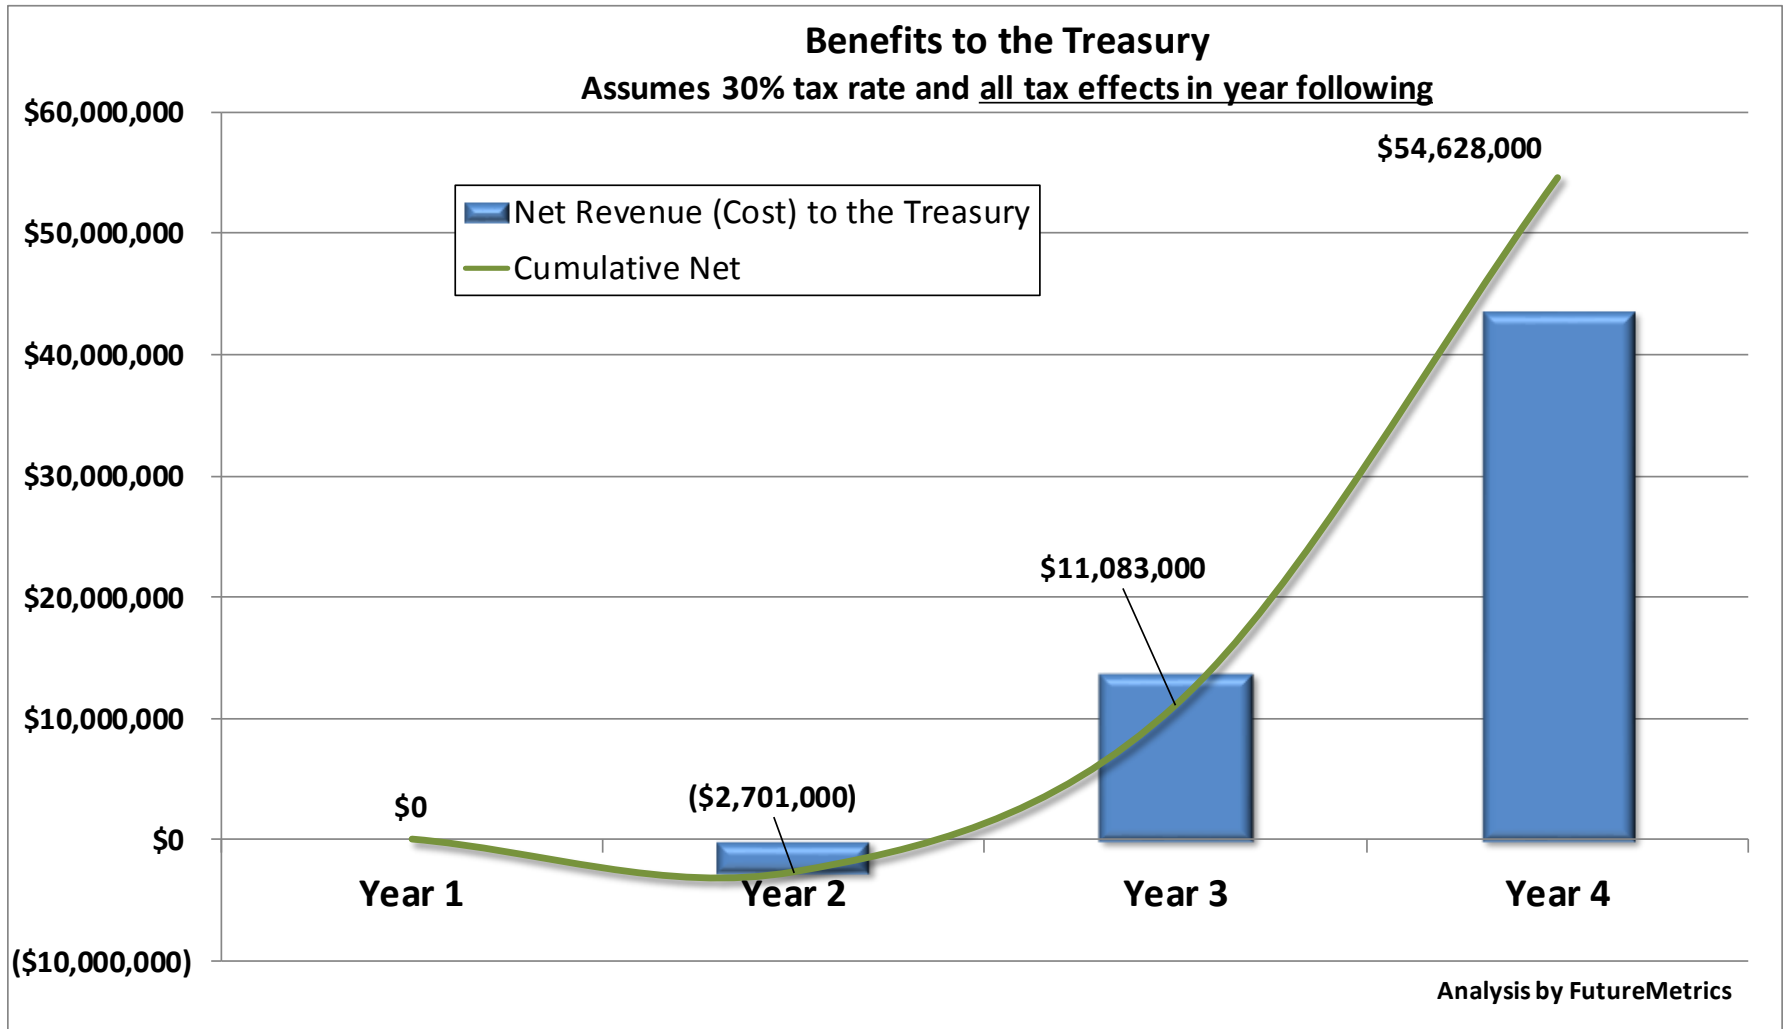 Benefits to the Treasury
Assumes 30% tax rate and all tax effects in year following
$60,000,000
$50,000,000
$40,000,000
$30,000,000
$20,000,000
$10,000,000
$0
($10,000,000)
Net Revenue (Cost) to the Treasury
Cumulative Net
$0
($2,701,000)
$11,083,000
$54,628,000
Year 1
Year 2
Year 3
Year 4
Analysis by FutureMetrics